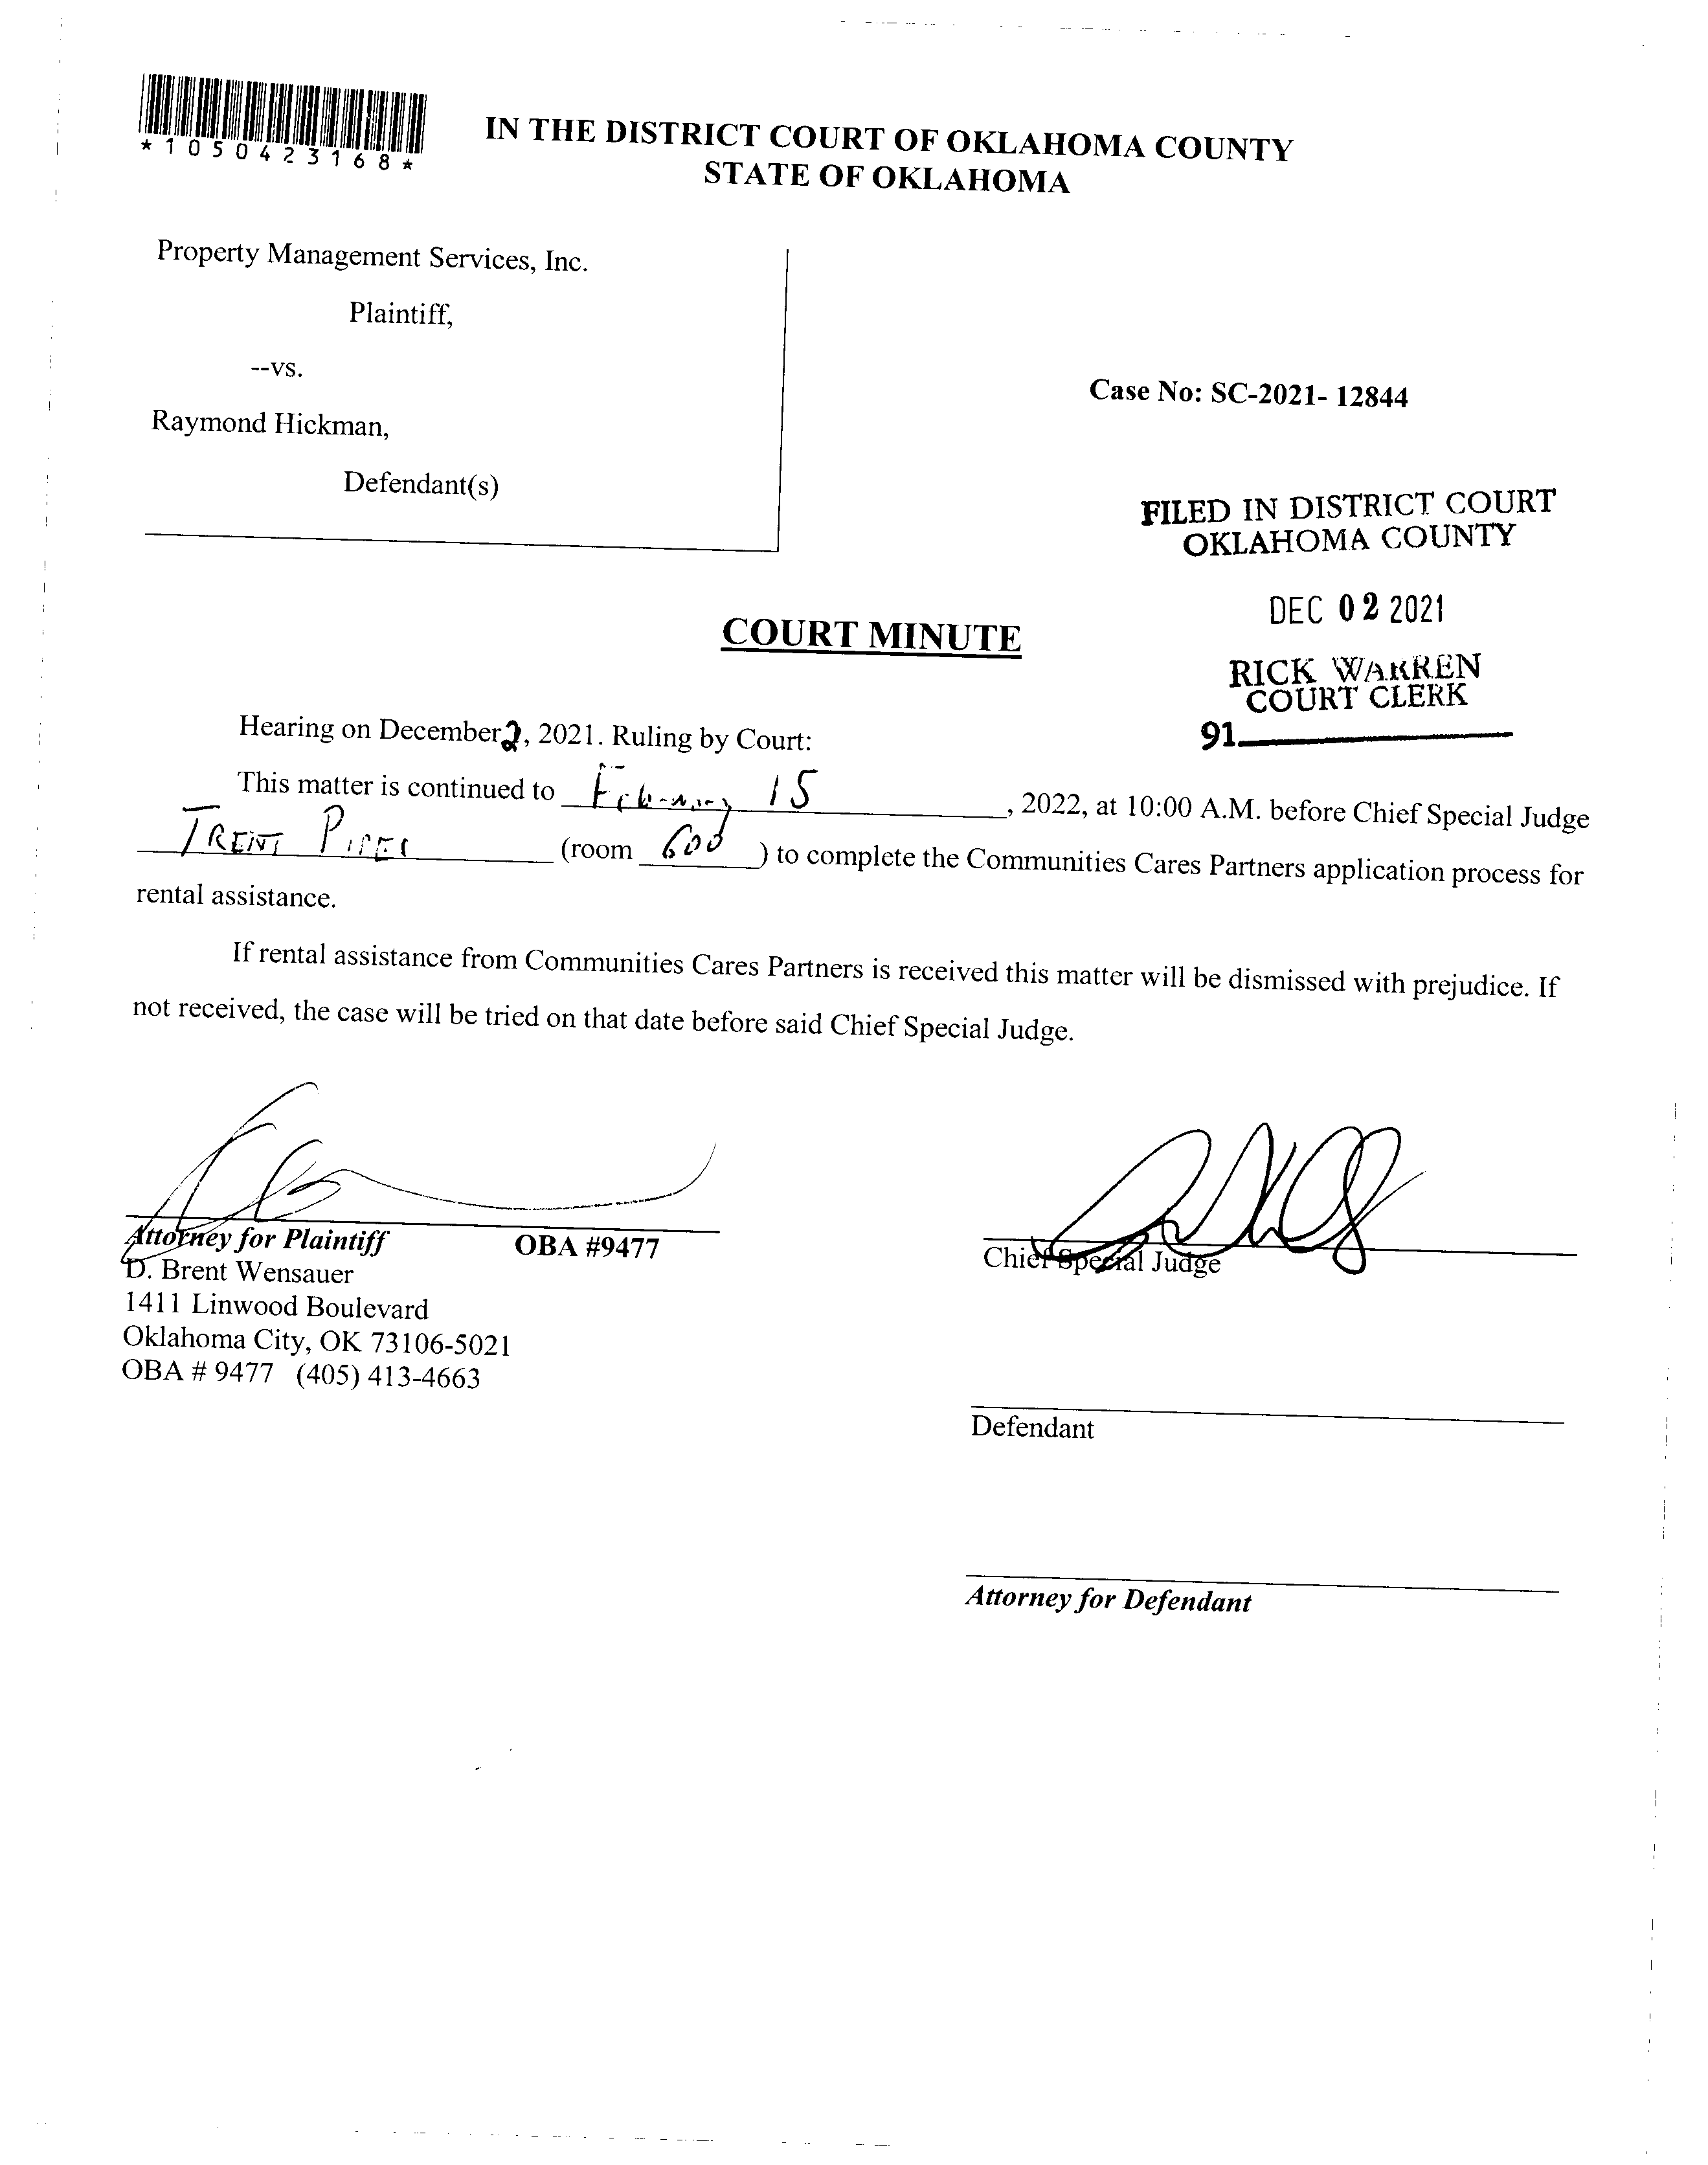 *1050423168*
IN THE DISTRICT COURT OF OKLAHOMA COUNTY
STATE OF OKLAHOMA
Property Management Services, Inc.
Plaintiff,
--vs.
Case No: SC-2021- 12844
Raymond Hickman,
Defendant(s)
FILED IN DISTRICT COURT
OKLAHOMA COUNTY
DEC 02 2021
COURT MINUTE
RICK WARREN
COURT CLERK
91
Hearing on December 2, 2021. Ruling by Court:
This matter is continued to February 15, 2022, at 10:00 A.M. before Chief Special Judge
TRENT (room 600) to complete the Communities Cares Partners application process for
rental assistance.
If rental assistance from Communities Cares Partners is received this matter will be dismissed with prejudice. If
not received, the case will be tried on that date before said Chief Special Judge.
Attorney for Plaintiff OBA #9477
D. Brent Wensauer
1411 Linwood Boulevard
Oklahoma City, OK 73106-5021
OBA # 9477 (405) 413-4663
Chief Special Judge
Defendant
Attorney for Defendant